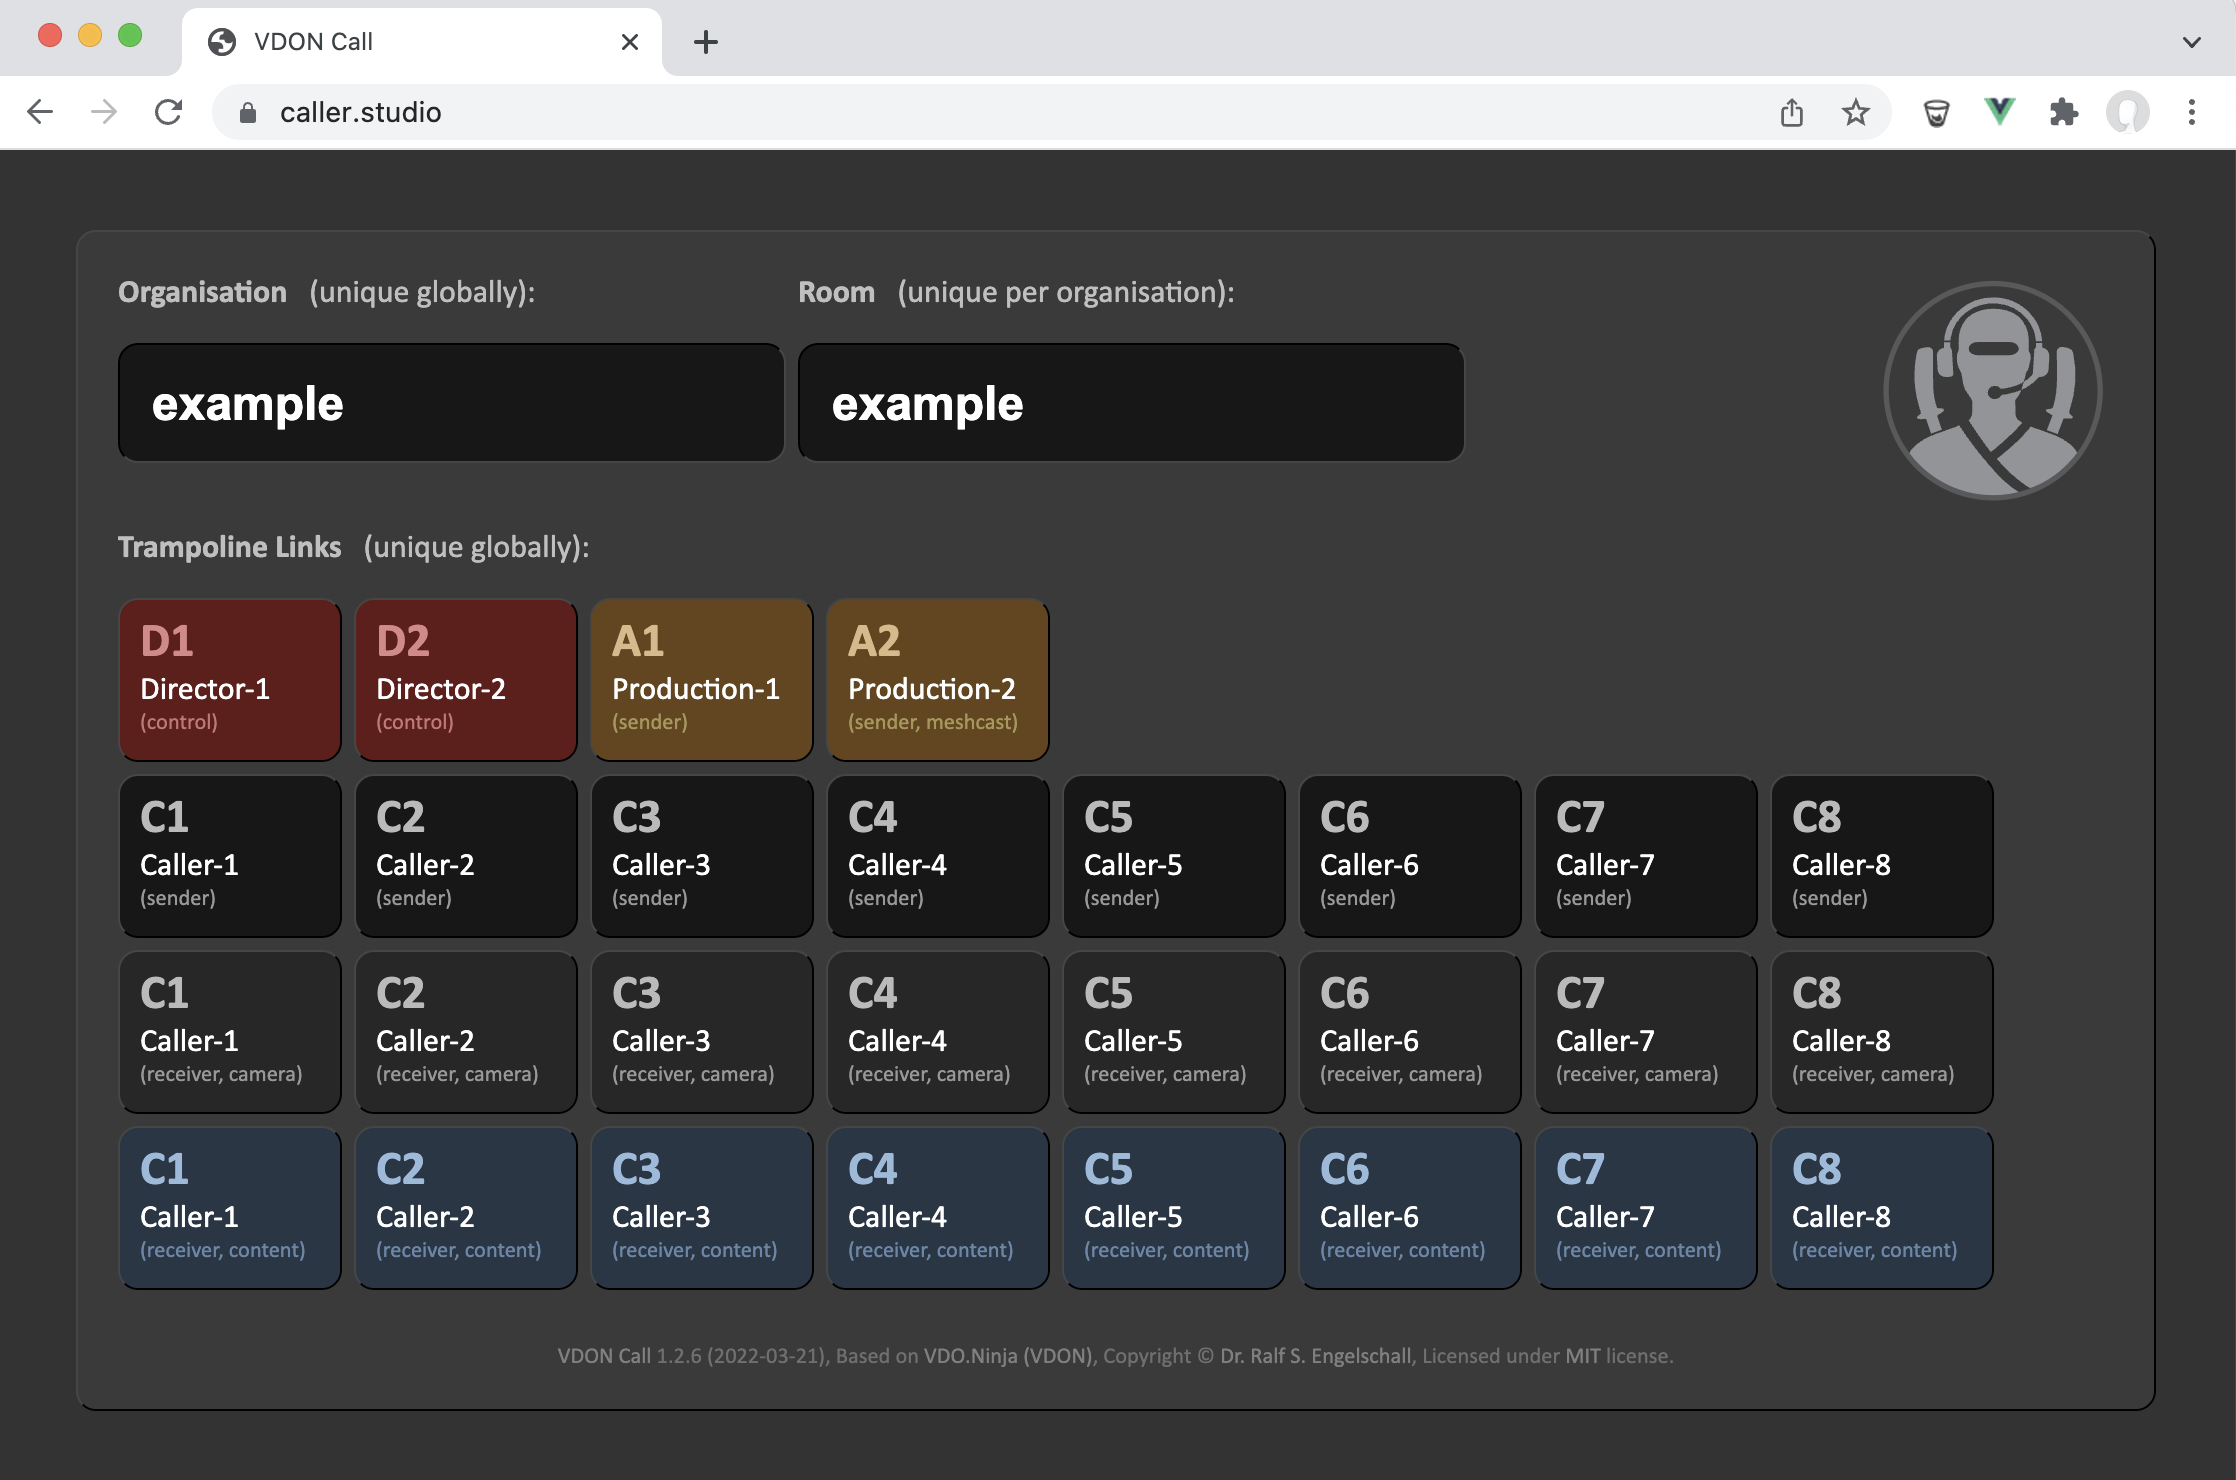 VDON Call
caller.studio
Organisation (unique globally):
Room (unique per organisation):
example
example
Trampoline Links (unique globally):
D1
Director-1
(control)
D2
Director-2
(control)
A1
Production-1
(sender)
A2
Production-2
(sender, meshcast)
C1
Caller-1
(sender)
C2
Caller-2
(sender)
C3
Caller-3
(sender)
C4
Caller-4
(sender)
C5
Caller-5
(sender)
C6
Caller-6
(sender)
C7
Caller-7
(sender)
C8
Caller-8
(sender)
C1
Caller-1
(receiver, camera)
C2
Caller-2
(receiver, camera)
C3
Caller-3
(receiver, camera)
C4
Caller-4
(receiver, camera)
C5
Caller-5
(receiver, camera)
C6
Caller-6
(receiver, camera)
C7
Caller-7
(receiver, camera)
C8
Caller-8
(receiver, camera)
C1
Caller-1
(receiver, content)
C2
Caller-2
(receiver, content)
C3
Caller-3
(receiver, content)
C4
Caller-4
(receiver, content)
C5
Caller-5
(receiver, content)
C6
Caller-6
(receiver, content)
C7
Caller-7
(receiver, content)
C8
Caller-8
(receiver, content)
VDON Call 1.2.6 (2022-03-21), Based on VDO.Ninja (VDON), Copyright © Dr. Ralf S. Engelschall, Licensed under MIT license.